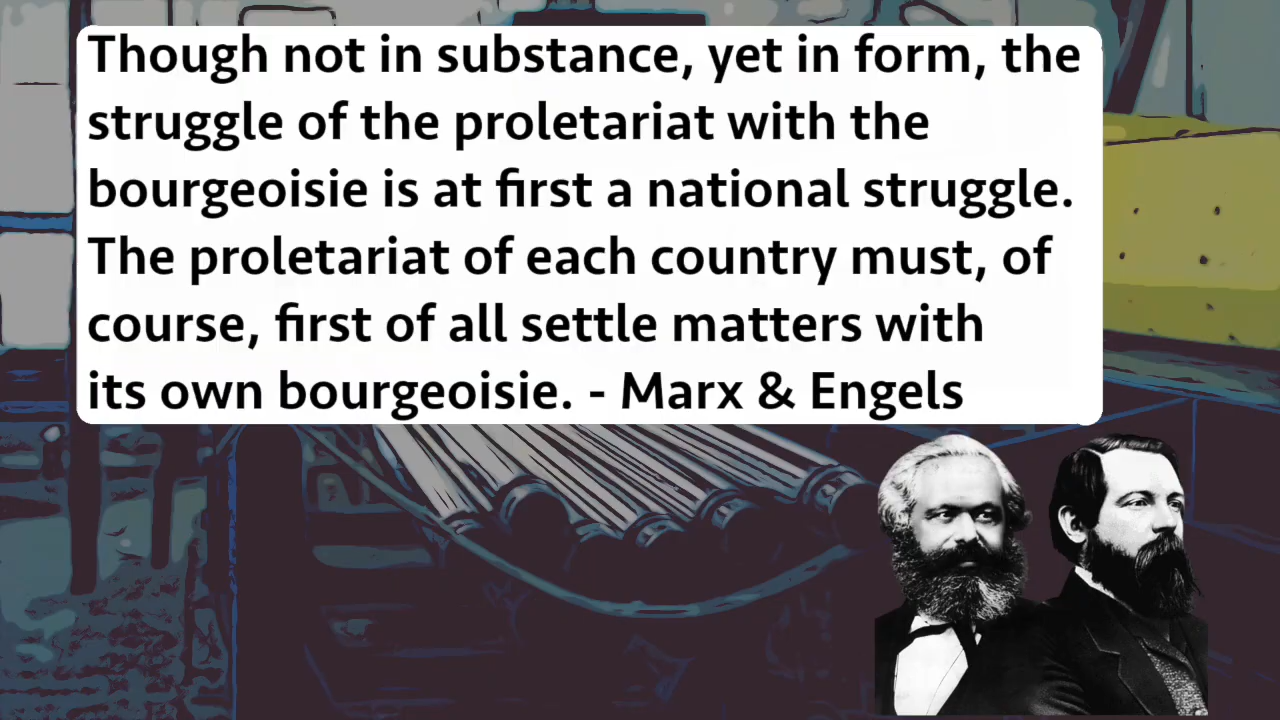 Though not in substance, yet in form, the
struggle of the proletariat with the
bourgeoisie is at first a national struggle.
The proletariat of each country must, of
course, first of all settle matters with
its own bourgeoisie. - Marx & Engels